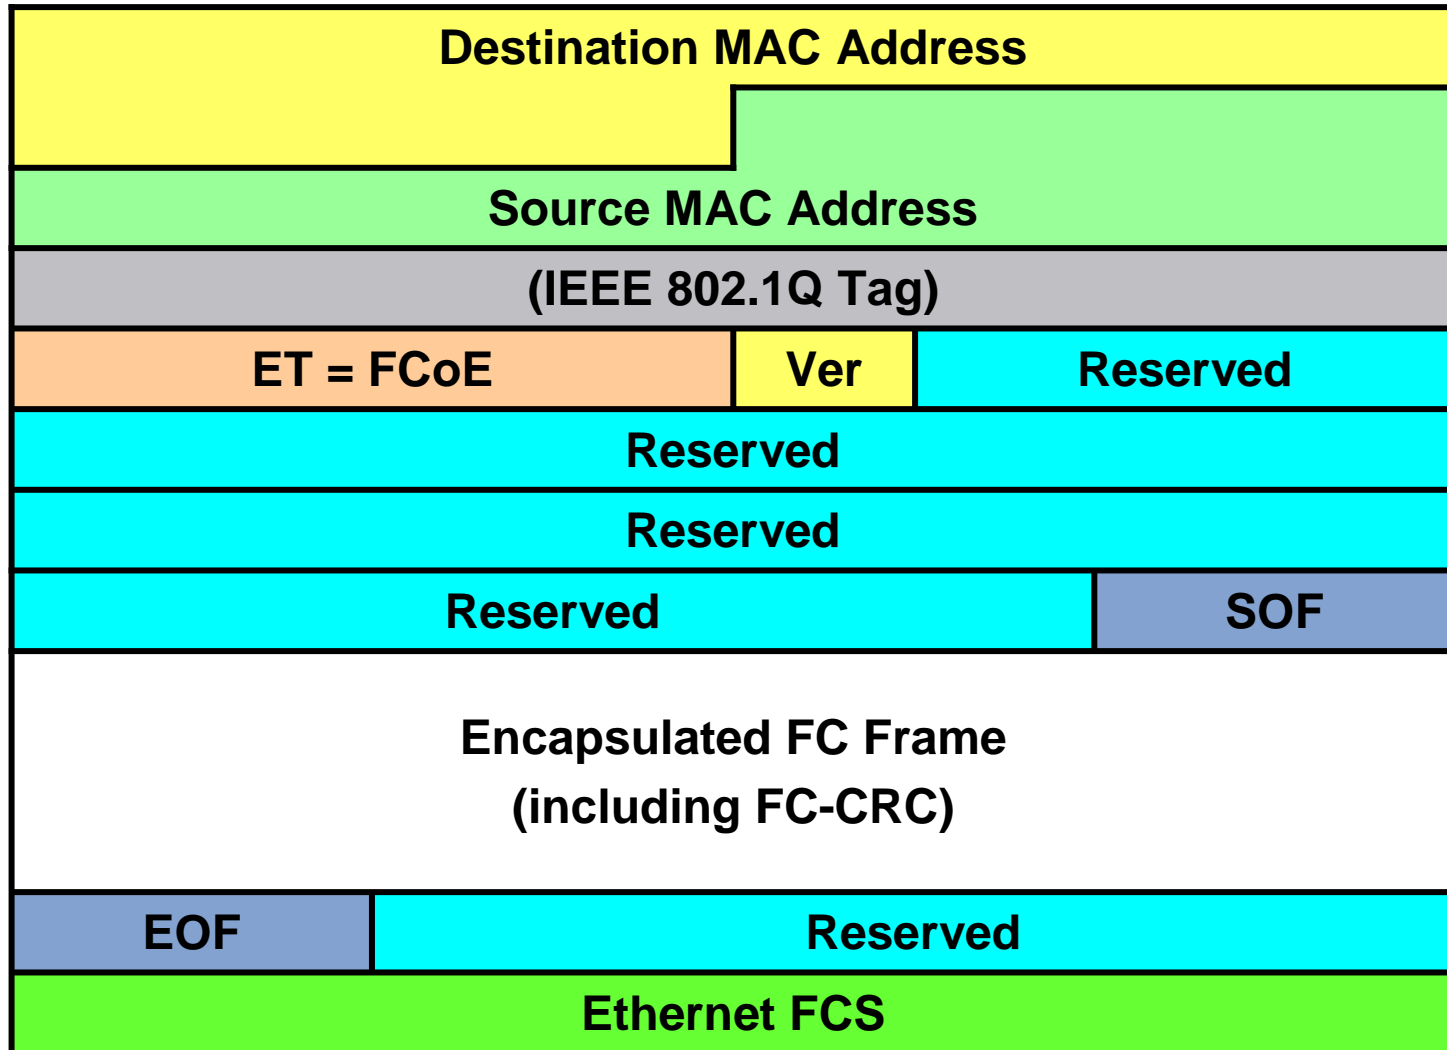 Destination MAC Address
Source MAC Address
(IEEE 802.1Q Tag)
ET = FCoE
Ver
Reserved
Reserved
Reserved
Reserved
SOF
Encapsulated FC Frame
(including FC-CRC)
EOF
Reserved
Ethernet FCS